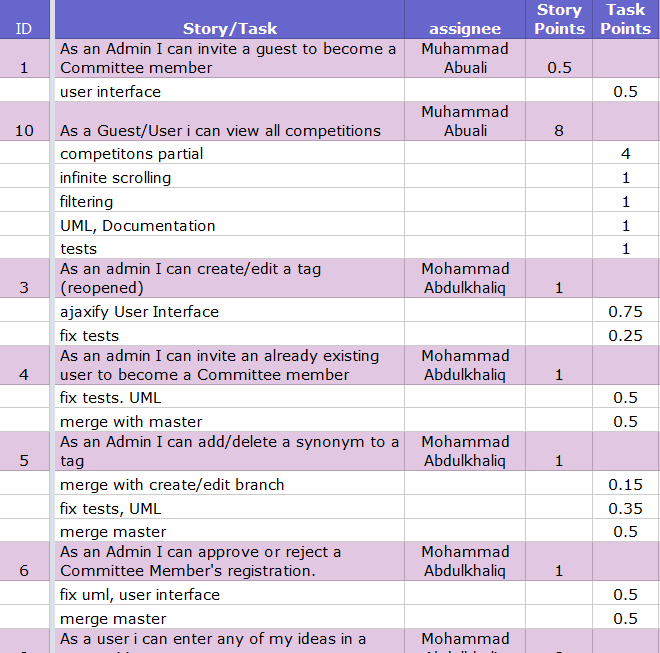 ID Story/Task assignee Story Points Task Points
1 As an Admin I can invite a guest to become a Committee member Muhammad Abuali 0.5
user interface 0.5
10 As a Guest/User i can view all competitions Muhammad Abuali 8
competitons partial 4
infinite scrolling 1
filtering 1
UML, Documentation 1
tests 1
3 As an admin I can create/edit a tag (reopened) Mohammad Abdulkhaliq 1
ajaxify User Interface 0.75
fix tests 0.25
4 As an admin I can invite an already existing user to become a Committee member Mohammad Abdulkhaliq 1
fix tests. UML 0.5
merge with master 0.5
5 As an Admin I can add/delete a synonym to a tag Mohammad Abdulkhaliq 1
merge with create/edit branch 0.15
fix tests, UML 0.35
merge master 0.5
6 As an Admin I can approve or reject a Committee Member's registration. Mohammad Abdulkhaliq 1
fix uml, user interface 0.5
merge master 0.5
As a user i can enter any of my ideas in a Mohammad